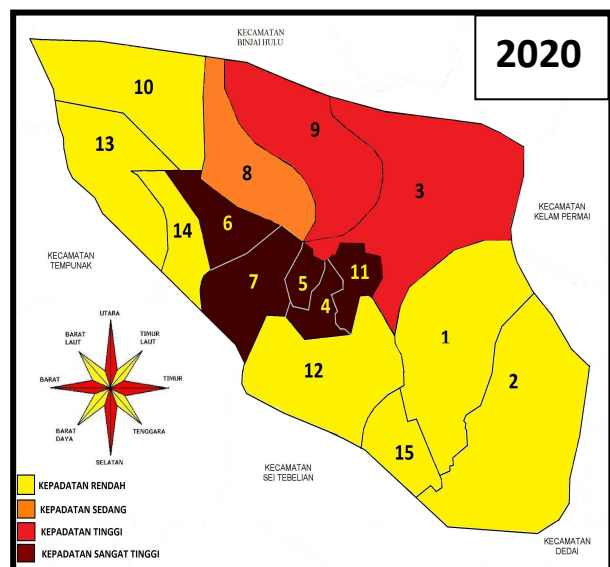 KECAMATAN
BINJAI HULU
2020
10
9
13
8
3
KECAMATAN
KELAM PERMAI
6
14
KECAMATAN
TEMPUNAK
11
7
5
4
UTARA
BARAT
LAUT
TIMUR
LAUT
1
12
2
BARAT
TIMUR
BARAT
DAYA
TENGGARA
15
SELATAN
KECAMATAN
SEI TEBELIAN
KEPADATAN RENDAH
KEPADATAN SEDANG
KEPADATAN TINGGI
KEPADATAN SANGAT TINGGI
KECAMATAN
DEDAI